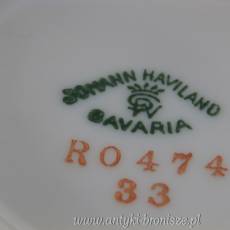 JOHANN HAVILAND
BAVARIA
RO474
33
www.antyki-bronisze.pl